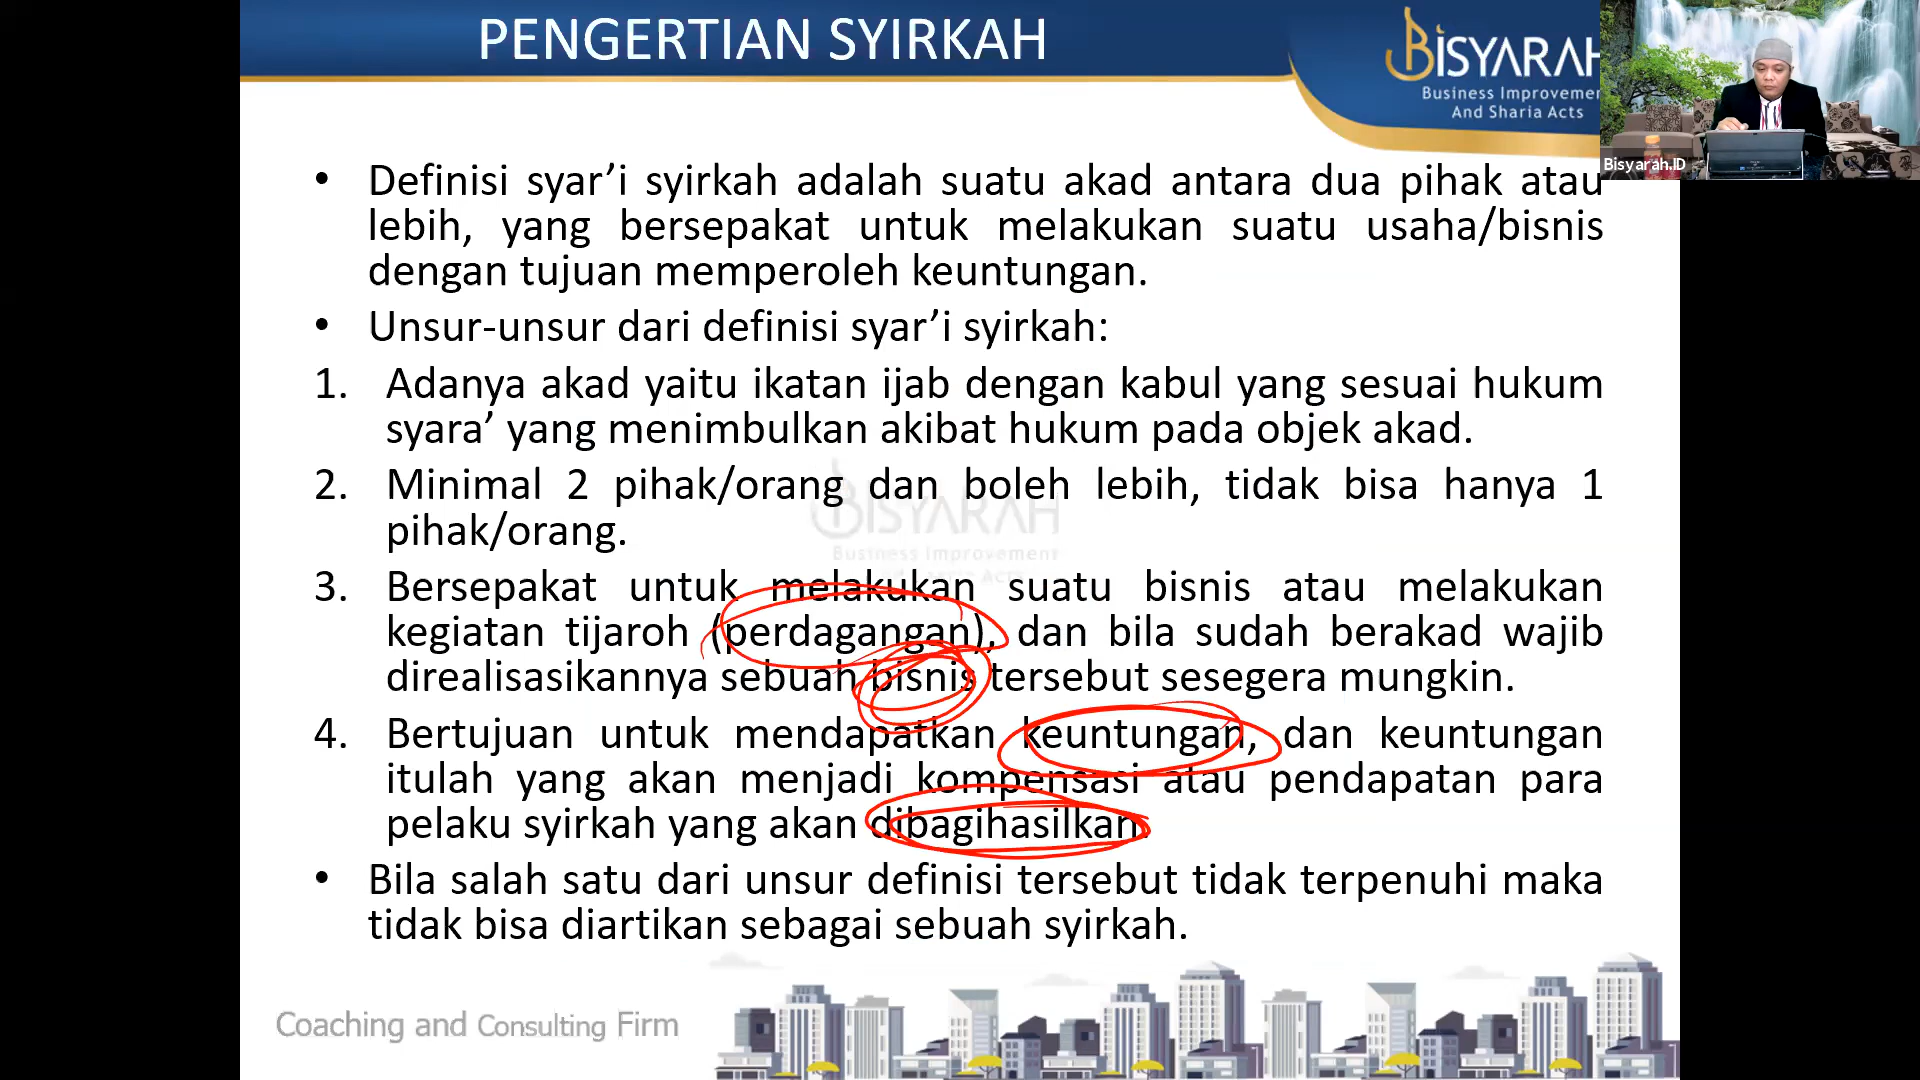 PENGERTIAN SYIRKAH
BISYARAH
Business Improvement
And Sharia Acts
Bisyarah.ID
• Definisi syar’i syirkah adalah suatu akad antara dua pihak atau
lebih, yang bersepakat untuk melakukan suatu usaha/bisnis
dengan tujuan memperoleh keuntungan.
• Unsur-unsur dari definisi syar’i syirkah:
1. Adanya akad yaitu ikatan ijab dengan kabul yang sesuai hukum
syara’ yang menimbulkan akibat hukum pada objek akad.
2. Minimal 2 pihak/orang dan boleh lebih, tidak bisa hanya 1
pihak/orang.
BISYARAH
Business Improvement
3. Bersepakat untuk melakukan suatu bisnis atau melakukan
kegiatan tijaroh (perdagangan), dan bila sudah berakad wajib
direalisasikannya sebuah bisnis tersebut sesegera mungkin.
4. Bertujuan untuk mendapatkan keuntungan, dan keuntungan
itulah yang akan menjadi kompensasi atau pendapatan para
pelaku syirkah yang akan dibagihasilkan.
• Bila salah satu dari unsur definisi tersebut tidak terpenuhi maka
tidak bisa diartikan sebagai sebuah syirkah.
Coaching and Consulting Firm